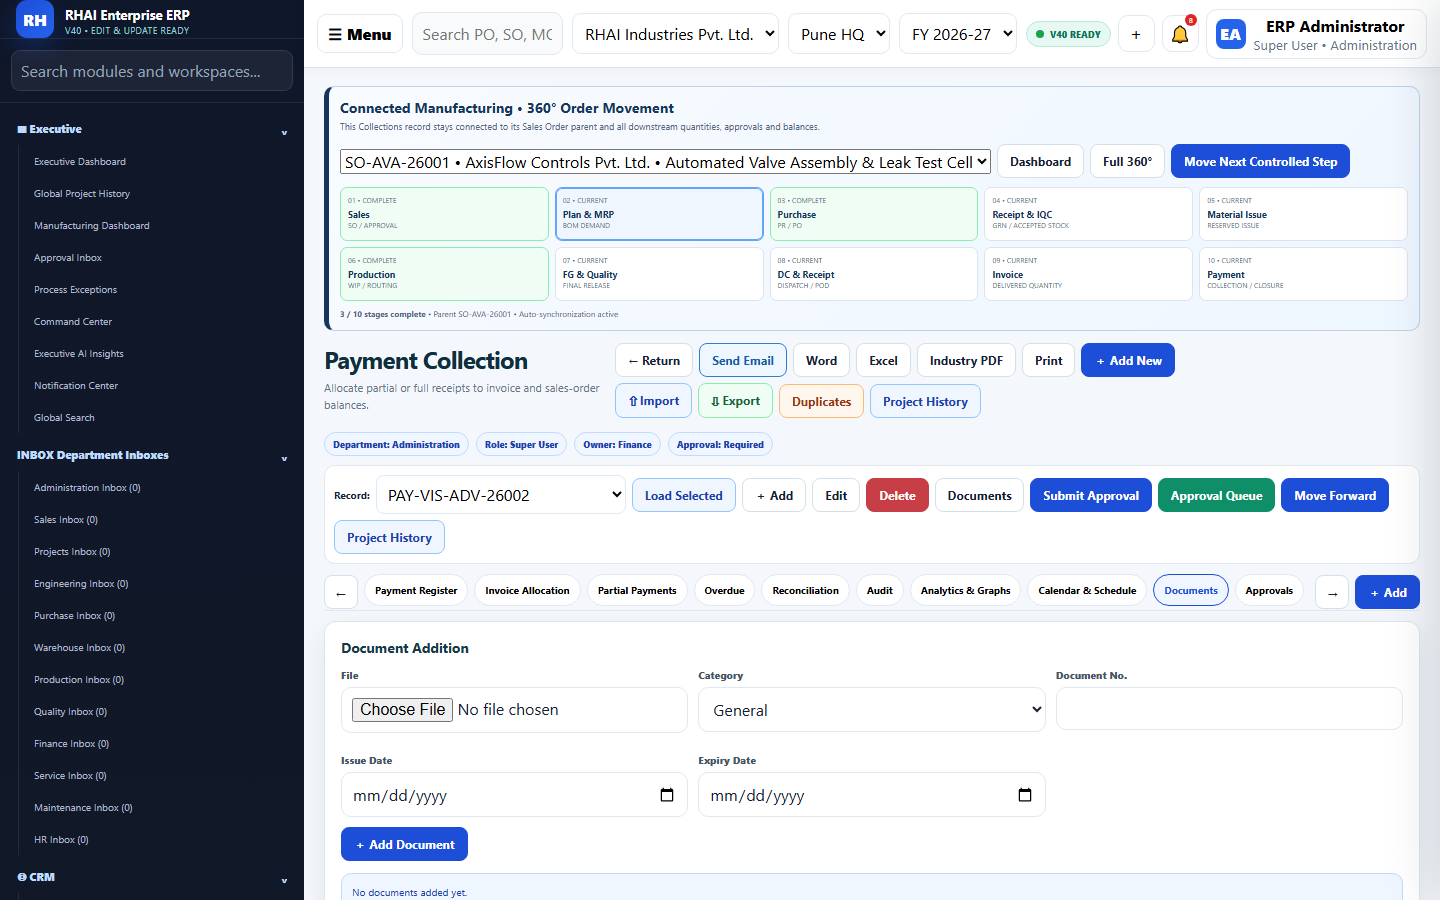 RH
RHAI Enterprise ERP
V40 • EDIT & UPDATE READY
Search modules and workspaces...
Executive
Executive Dashboard
Global Project History
Manufacturing Dashboard
Approval Inbox
Process Exceptions
Command Center
Executive AI Insights
Notification Center
Global Search
INBOX Department Inboxes
Administration Inbox (0)
Sales Inbox (0)
Projects Inbox (0)
Engineering Inbox (0)
Purchase Inbox (0)
Warehouse Inbox (0)
Production Inbox (0)
Quality Inbox (0)
Finance Inbox (0)
Service Inbox (0)
Maintenance Inbox (0)
HR Inbox (0)
CRM
☰ Menu
Search PO, SO, MO
RHAI Industries Pvt. Ltd.
Pune HQ
FY 2026-27
V40 READY
+
8
EA
ERP Administrator
Super User • Administration
Connected Manufacturing • 360° Order Movement
This Collections record stays connected to its Sales Order parent and all downstream quantities, approvals and balances.
SO-AVA-26001 • AxisFlow Controls Pvt. Ltd. • Automated Valve Assembly & Leak Test Cell
Dashboard
Full 360°
Move Next Controlled Step
01 • COMPLETE
Sales
SO / APPROVAL
02 • CURRENT
Plan & MRP
BOM DEMAND
03 • COMPLETE
Purchase
PR / PO
04 • CURRENT
Receipt & IQC
GRN / ACCEPTED STOCK
05 • CURRENT
Material Issue
RESERVED ISSUE
06 • COMPLETE
Production
WIP / ROUTING
07 • CURRENT
FG & Quality
FINAL RELEASE
08 • CURRENT
DC & Receipt
DISPATCH / POD
09 • CURRENT
Invoice
DELIVERED QUANTITY
10 • CURRENT
Payment
COLLECTION / CLOSURE
3 / 10 stages complete • Parent SO-AVA-26001 • Auto-synchronization active
Payment Collection
Allocate partial or full receipts to invoice and sales-order
balances.
← Return
Send Email
Word
Excel
Industry PDF
Print
+ Add New
⇧ Import
⇩ Export
Duplicates
Project History
Department: Administration
Role: Super User
Owner: Finance
Approval: Required
Record:
PAY-VIS-ADV-26002
Load Selected
+ Add
Edit
Delete
Documents
Submit Approval
Approval Queue
Move Forward
Project History
←
Payment Register
Invoice Allocation
Partial Payments
Overdue
Reconciliation
Audit
Analytics & Graphs
Calendar & Schedule
Documents
Approvals
→
+ Add
Document Addition
File
Choose File No file chosen
Category
General
Document No.
Issue Date
mm/dd/yyyy
Expiry Date
mm/dd/yyyy
+ Add Document
No documents added yet.